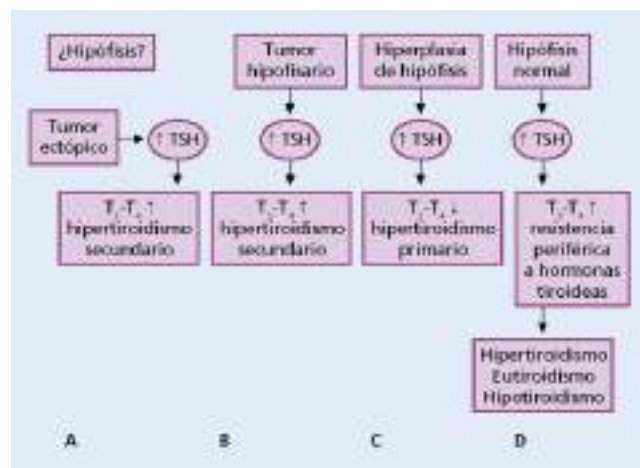 ¿Hipófisis?
Tumor
ectópico
↑ TSH
T₃-T₄ ↑
hipertiroidismo
secundario
Tumor
hipofisario
↑ TSH
T₃-T₄ ↑
hipertiroidismo
secundario
Hiperplasia
de hipófisis
↑ TSH
T₃-T₄ ↓
hipertiroidismo
primario
Hipófisis
normal
↑ TSH
T₃-T₄ ↑
resistencia
periférica
a hormonas
tiroideas
Hipertiroidismo
Eutiroidismo
Hipotiroidismo
A
B
C
D